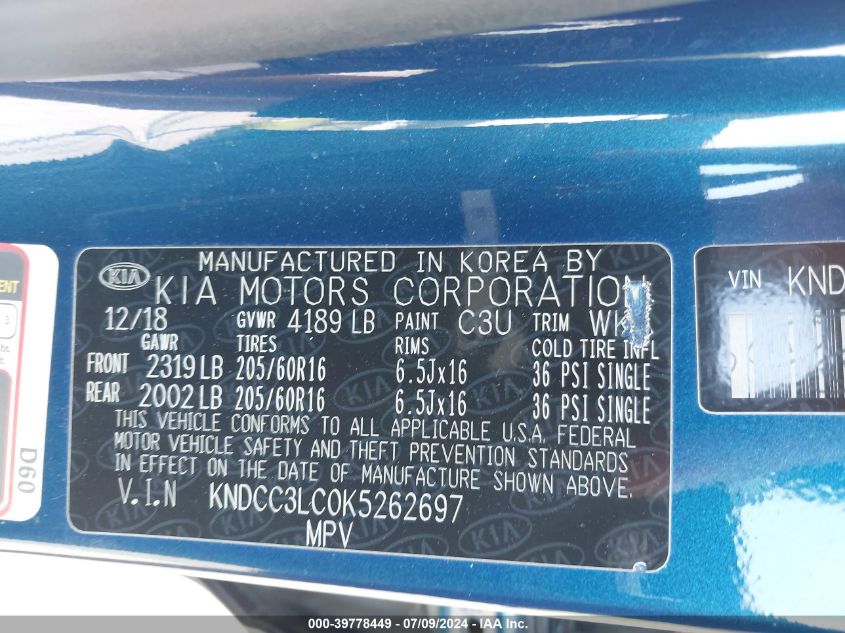 MANUFACTURED IN KOREA BY
KIA KIA MOTORS CORPORATIO
12/18 GVWR 4189 LB PAINT C3U TRIM WK
GAWR TIRES RIMS COLD TIRE INFL
FRONT 2319 LB 205/60R16 6.5Jx16 36 PSI SINGLE
REAR 2002 LB 205/60R16 6.5Jx16 36 PSI SINGLE
THIS VEHICLE CONFORMS TO ALL APPLICABLE U.S.A. FEDERAL
MOTOR VEHICLE SAFETY AND THEFT PREVENTION STANDARDS
IN EFFECT ON THE DATE OF MANUFACTURE SHOWN ABOVE.
V.I.N KNDCC3LC0K5262697
MPV
D60
VIN KND
000-39778449 - 07/09/2024 - IAA Inc.